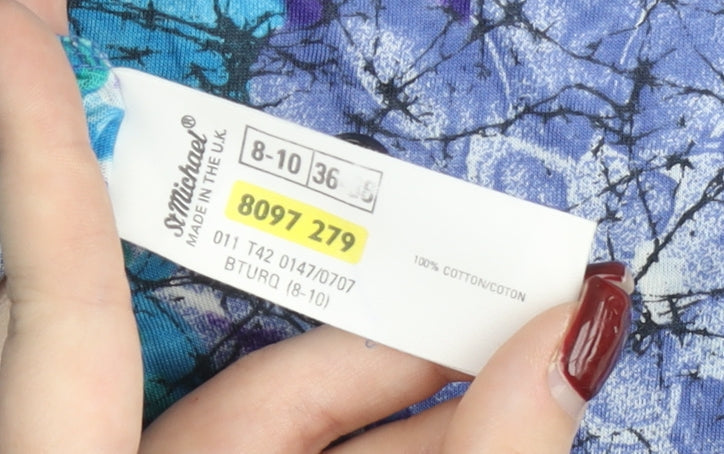 St Michael®
MADE IN THE U.K.
8-10 36
8097 279
011 T42 0147/0707
BTURQ (8-10)
100% COTTON/COTON